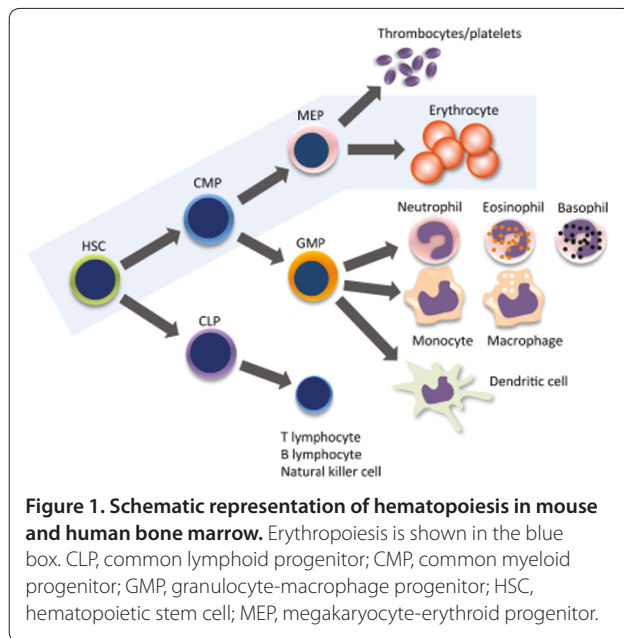 Thrombocytes/platelets
MEP
Erythrocyte
CMP
Neutrophil Eosinophil Basophil
HSC
GMP
CLP
Monocyte Macrophage
Dendritic cell
T lymphocyte
B lymphocyte
Natural killer cell
Figure 1. Schematic representation of hematopoiesis in mouse
and human bone marrow. Erythropoiesis is shown in the blue
box. CLP, common lymphoid progenitor; CMP, common myeloid
progenitor; GMP, granulocyte-macrophage progenitor; HSC,
hematopoietic stem cell; MEP, megakaryocyte-erythroid progenitor.